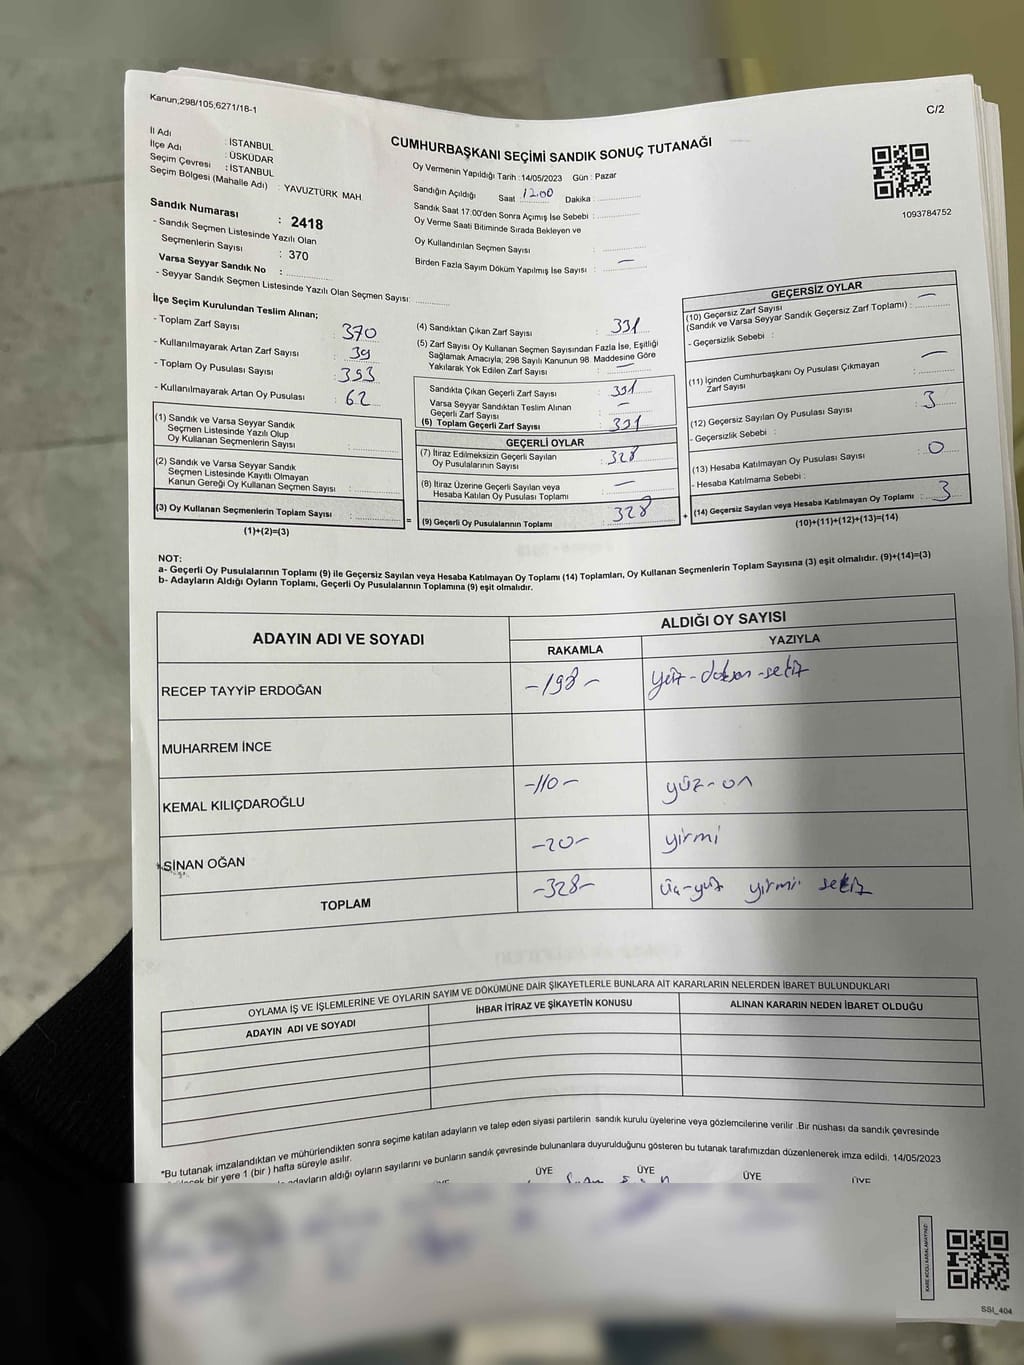 Kanun;298/105,6271/18-1
C/2
CUMHURBAŞKANI SEÇİMİ SANDIK SONUÇ TUTANAĞI
İl Adı : İSTANBUL
İlçe Adı : ÜSKÜDAR
Seçim Çevresi : İSTANBUL
Seçim Bölgesi (Mahalle Adı) : YAVUZTÜRK MAH
Oy Vermenin Yapıldığı Tarih : 14/05/2023 Gün : Pazar
Sandığın Açıldığı Saat 17.00 Dakika :
Sandık Saat 17:00'den Sonra Açımış İse Sebebi :
Oy Verme Saati Bitiminde Sırada Bekleyen ve
Oy Kullandırılan Seçmen Sayısı :
Birden Fazla Sayım Döküm Yapılmış İse Sayısı : —
1093784752
Sandık Numarası : 2418
- Sandık Seçmen Listesinde Yazılı Olan
Seçmenlerin Sayısı : 370
Varsa Seyyar Sandık No :
- Seyyar Sandık Seçmen Listesinde Yazılı Olan Seçmen Sayısı:
İlçe Seçim Kurulundan Teslim Alınan;
- Toplam Zarf Sayısı : 370
- Kullanılmayarak Artan Zarf Sayısı : 39
- Toplam Oy Pusulası Sayısı : 393
- Kullanılmayarak Artan Oy Pusulası : 62
(1) Sandık ve Varsa Seyyar Sandık
Seçmen Listesinde Yazılı Olup
Oy Kullanan Seçmenlerin Sayısı :
(2) Sandık ve Varsa Seyyar Sandık
Seçmen Listesinde Kayıtlı Olmayan
Kanun Gereği Oy Kullanan Seçmen Sayısı :
(3) Oy Kullanan Seçmenlerin Toplam Sayısı :
(1)+(2)=(3)
(4) Sandıktan Çıkan Zarf Sayısı : 331
(5) Zarf Sayısı Oy Kullanan Seçmen Sayısından Fazla İse, Eşitliği
Sağlamak Amacıyla; 298 Sayılı Kanunun 98. Maddesine Göre
Yakılarak Yok Edilen Zarf Sayısı : —
Sandıkta Çıkan Geçerli Zarf Sayısı : 331
Varsa Seyyar Sandıktan Teslim Alınan
Geçerli Zarf Sayısı : —
(6) Toplam Geçerli Zarf Sayısı : 331
GEÇERLİ OYLAR
(7) İtiraz Edilmeksizin Geçerli Sayılan
Oy Pusulalarının Sayısı : 328
(8) İtiraz Üzerine Geçerli Sayılan veya
Hesaba Katılan Oy Pusulası Toplamı : —
= (9) Geçerli Oy Pusulalarının Toplamı : 328
GEÇERSİZ OYLAR
(10) Geçersiz Zarf Sayısı
(Sandık ve Varsa Seyyar Sandık Geçersiz Zarf Toplamı) : —
- Geçersizlik Sebebi :
(11) İçinden Cumhurbaşkanı Oy Pusulası Çıkmayan
Zarf Sayısı : —
(12) Geçersiz Sayılan Oy Pusulası Sayısı : 3
- Geçersizlik Sebebi :
(13) Hesaba Katılmayan Oy Pusulası Sayısı : 0
- Hesaba Katılmama Sebebi :
+ (14) Geçersiz Sayılan veya Hesaba Katılmayan Oy Toplamı : 3
(10)+(11)+(12)+(13)=(14)
NOT:
a- Geçerli Oy Pusulalarının Toplamı (9) ile Geçersiz Sayılan veya Hesaba Katılmayan Oy Toplamı (14) Toplamları, Oy Kullanan Seçmenlerin Toplam Sayısına (3) eşit olmalıdır. (9)+(14)=(3)
b- Adayların Aldığı Oyların Toplamı, Geçerli Oy Pusulalarının Toplamına (9) eşit olmalıdır.
ADAYIN ADI VE SOYADI
ALDIĞI OY SAYISI
RAKAMLA YAZIYLA
RECEP TAYYİP ERDOĞAN -198- yüz-doksan-sekiz
MUHARREM İNCE
KEMAL KILIÇDAROĞLU -110- yüz-on
SİNAN OĞAN -20- yirmi
TOPLAM -328- üç-yüz yirmi sekiz
OYLAMA İŞ VE İŞLEMLERİNE VE OYLARIN SAYIM VE DÖKÜMÜNE DAİR ŞİKAYETLERLE BUNLARA AİT KARARLARIN NELERDEN İBARET BULUNDUKLARI
ADAYIN ADI VE SOYADI İHBAR İTİRAZ VE ŞİKAYETİN KONUSU ALINAN KARARIN NEDEN İBARET OLDUĞU
*Bu tutanak imzalandıktan ve mühürlendikten sonra seçime katılan adayların ve talep eden siyasi partilerin sandık kurulu üyelerine veya gözlemcilerine verilir .Bir nüshası da sandık çevresinde
bir yere 1 (bir ) hafta süreyle asılır.
adayların aldığı oyların sayılarını ve bunların sandık çevresinde bulunanlara duyurulduğunu gösteren bu tutanak tarafımızdan düzenlenerek imza edildi. 14/05/2023
ÜYE ÜYE ÜYE ÜYE
SSI_404